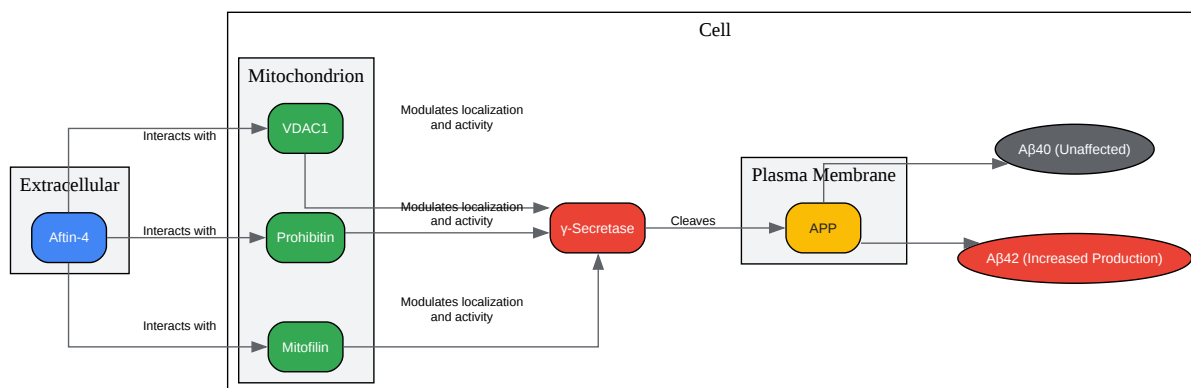 Cell
Mitochondrion
Modulates localization
and activity
VDAC1
Interacts with
Aβ40 (Unaffected)
Extracellular
Plasma Membrane
Modulates localization
and activity
Aftin-4
Interacts with
Prohibitin
γ-Secretase
Cleaves
APP
Aβ42 (Increased Production)
Modulates localization
and activity
Interacts with
Mitofilin